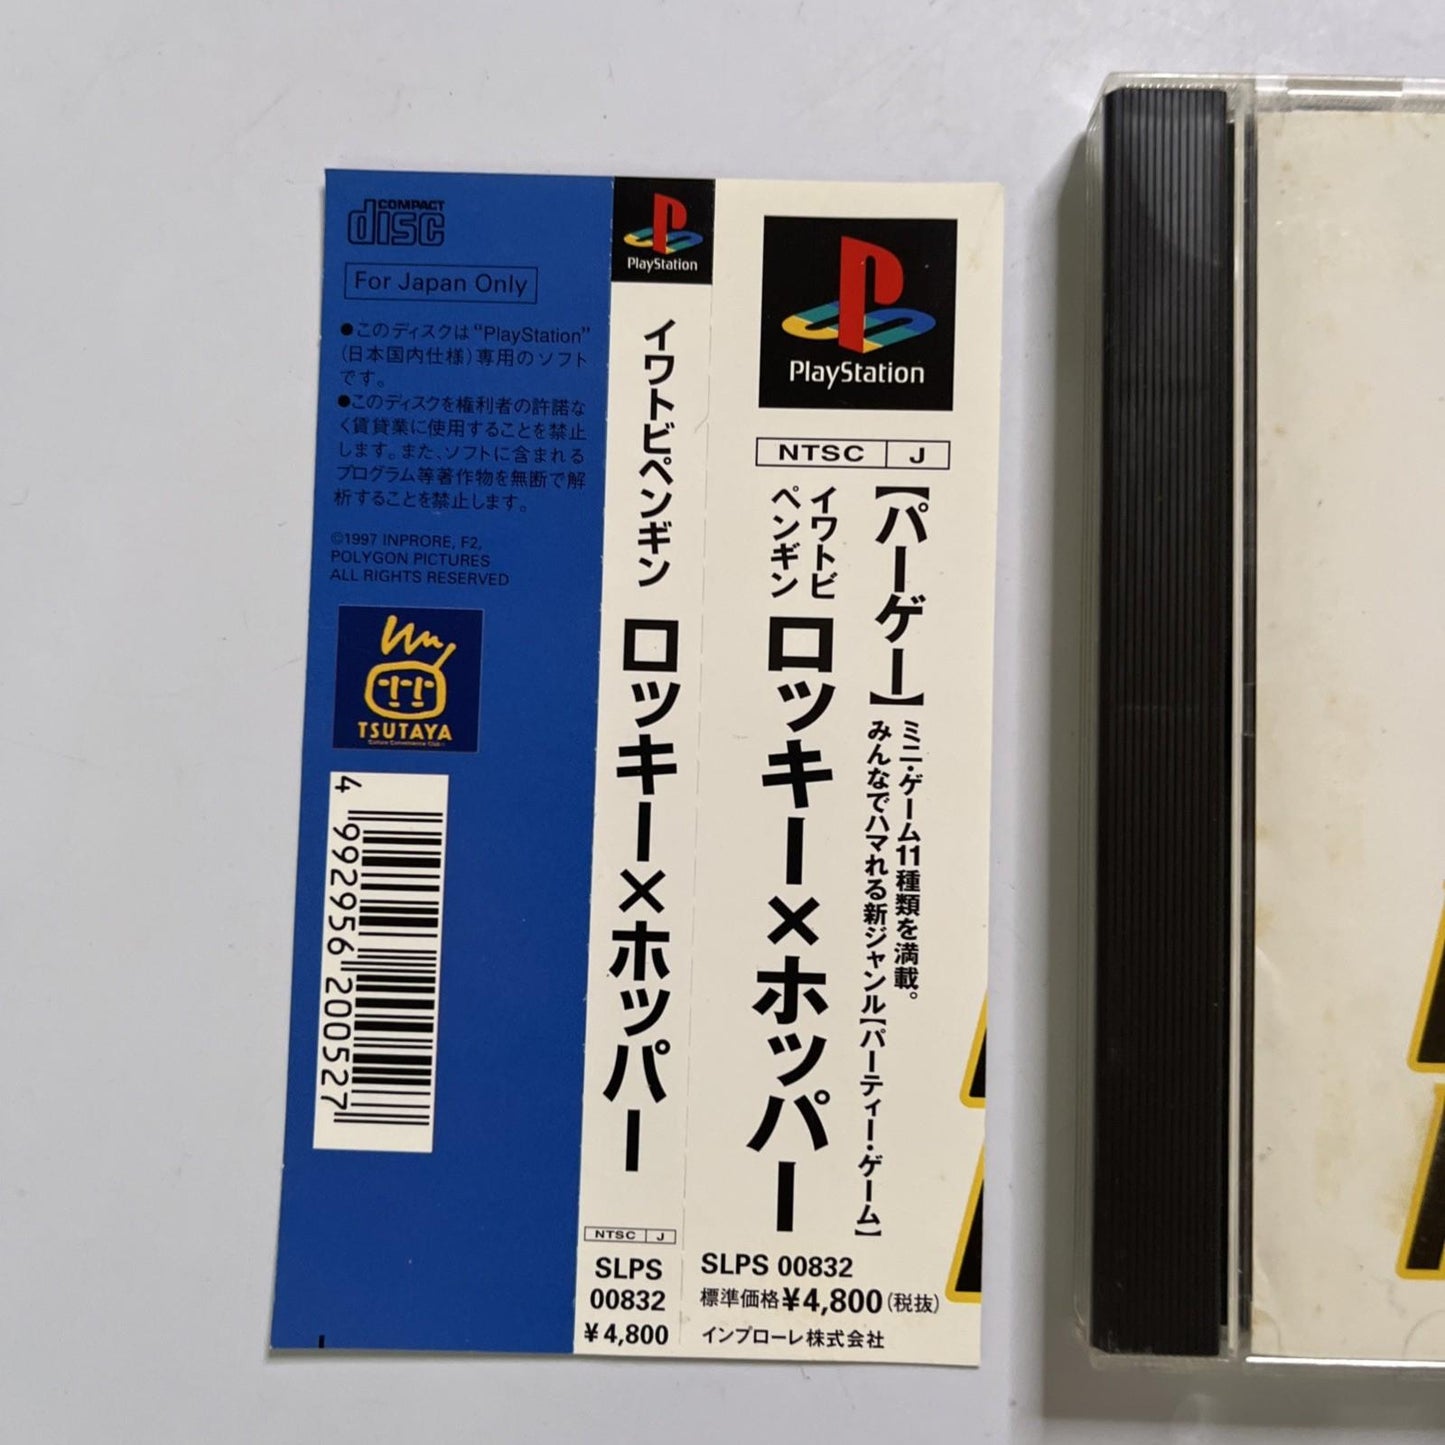 COMPACT
disc
For Japan Only
●このディスクは“PlayStation”
(日本国内仕様)専用のソフト
です。
●このディスクを権利者の許諾な
く賃貸業に使用することを禁止
します。また、ソフトに含まれる
プログラム等著作物を無断で解
析することを禁止します。
©1997 INPRORE, F2,
POLYGON PICTURES
ALL RIGHTS RESERVED
TSUTAYA
Culture Convenience Club
4 992956 200527
PlayStation
イワトビペンギン ロッキー×ホッパー
NTSC J
SLPS
00832
¥4,800
PlayStation
NTSC J
【パーゲー】
ミニ・ゲーム11種類を満載。
みんなでハマれる新ジャンル【パーティー・ゲーム】
イワトビ
ペンギン
ロッキー×ホッパー
SLPS 00832
標準価格¥4,800(税抜)
インプローレ株式会社